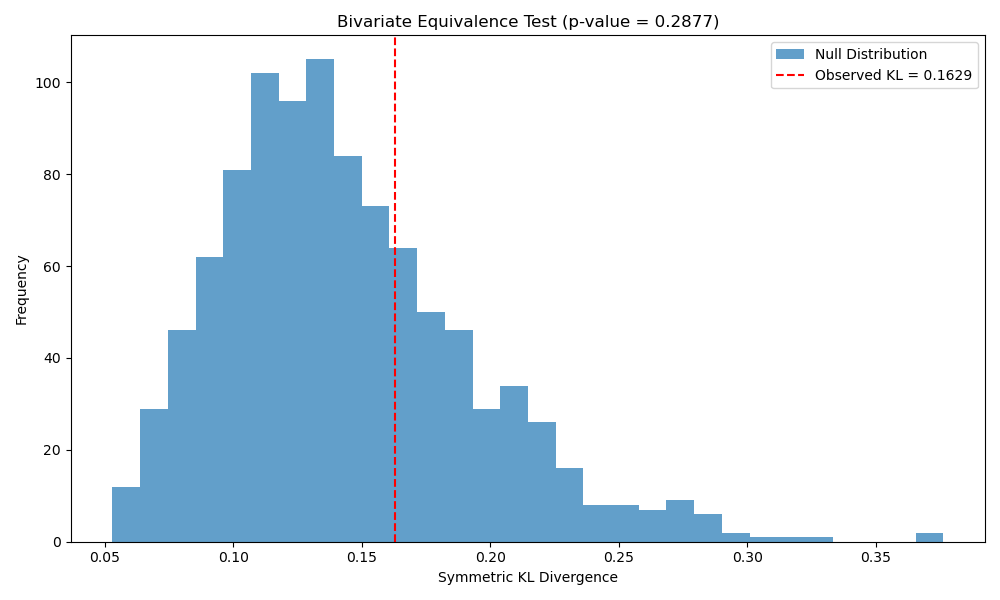 Bivariate Equivalence Test (p-value = 0.2877)
Null Distribution
Observed KL = 0.1629
Frequency
100
80
60
40
20
0
0.05 0.10 0.15 0.20 0.25 0.30 0.35
Symmetric KL Divergence